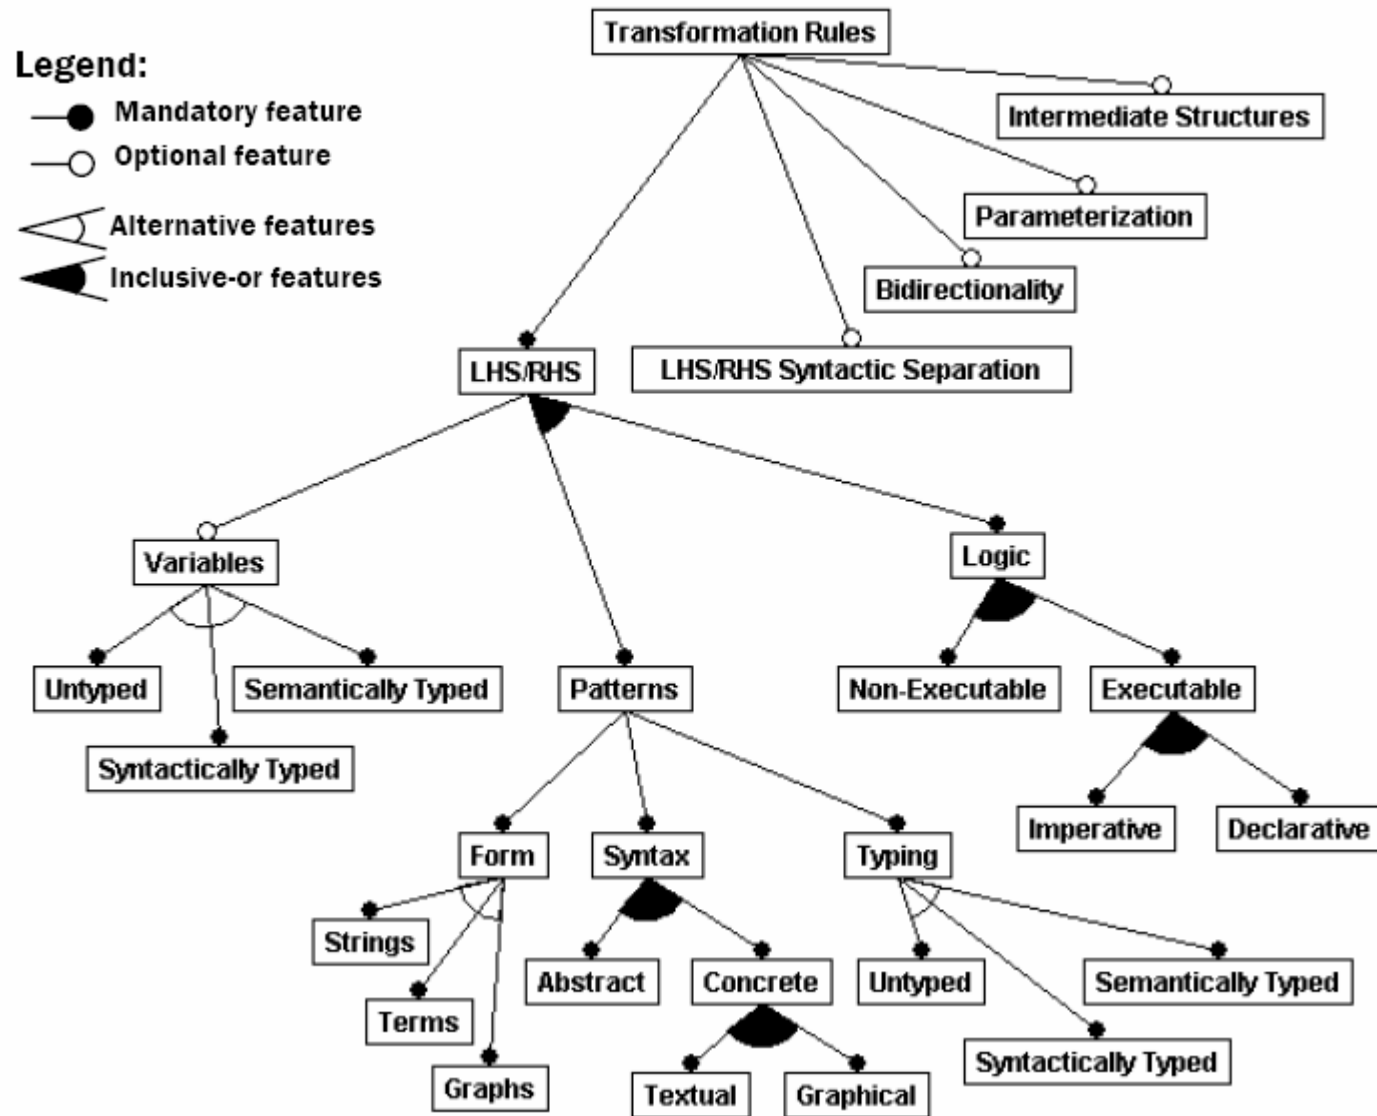 Transformation Rules
Legend:
Mandatory feature
Optional feature
Alternative features
Inclusive-or features
Intermediate Structures
Parameterization
Bidirectionality
LHS/RHS
LHS/RHS Syntactic Separation
Variables
Logic
Untyped
Semantically Typed
Patterns
Non-Executable
Executable
Syntactically Typed
Imperative
Declarative
Form
Syntax
Typing
Strings
Abstract
Concrete
Untyped
Semantically Typed
Terms
Syntactically Typed
Graphs
Textual
Graphical